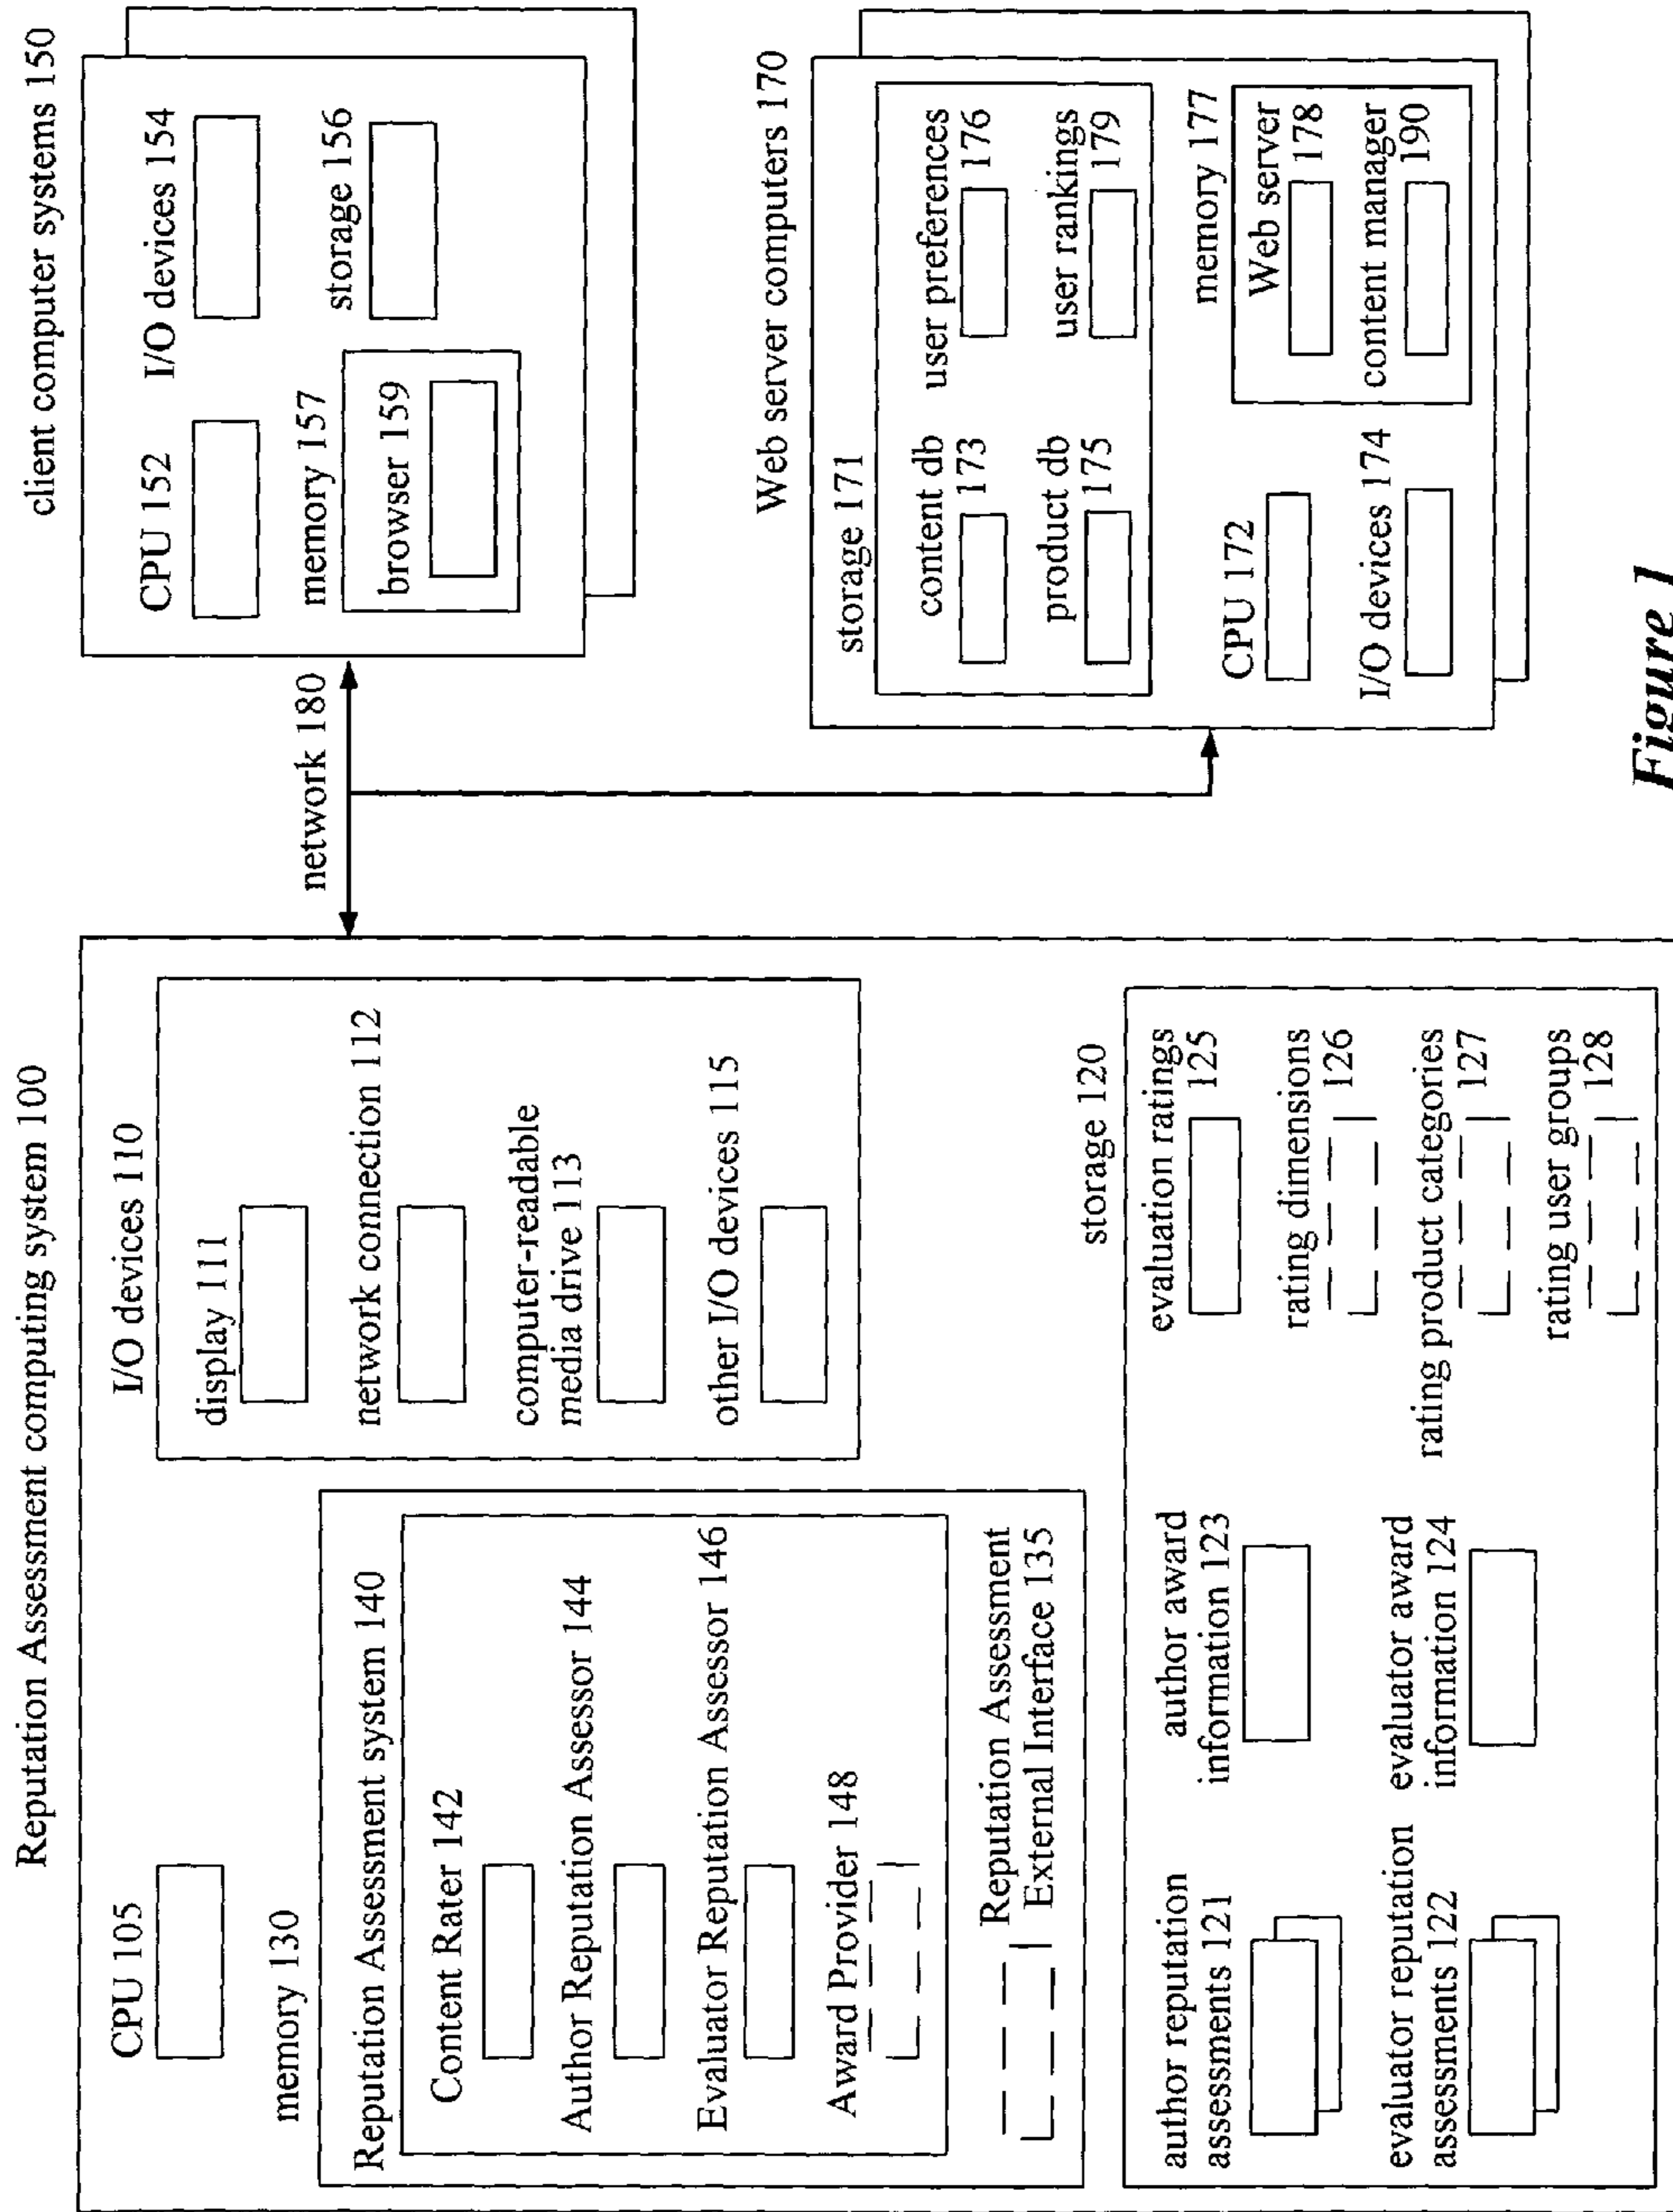 Reputation Assessment computing system 100
CPU 105
I/O devices 110
display 111
network connection 112
computer-readable
media drive 113
other I/O devices 115
memory 130
Reputation Assessment system 140
Content Rater 142
Author Reputation Assessor 144
Evaluator Reputation Assessor 146
Award Provider 148
Reputation Assessment
External Interface 135
storage 120
author reputation
assessments 121
author award
information 123
evaluation ratings
125
rating dimensions
126
evaluator reputation
assessments 122
evaluator award
information 124
rating product categories
127
rating user groups
128
network 180
client computer systems 150
CPU 152
I/O devices 154
memory 157
browser 159
storage 156
Web server computers 170
storage 171
content db
173
user preferences
176
product db
175
user rankings
179
CPU 172
memory 177
Web server
178
I/O devices 174
content manager
190
Figure 1